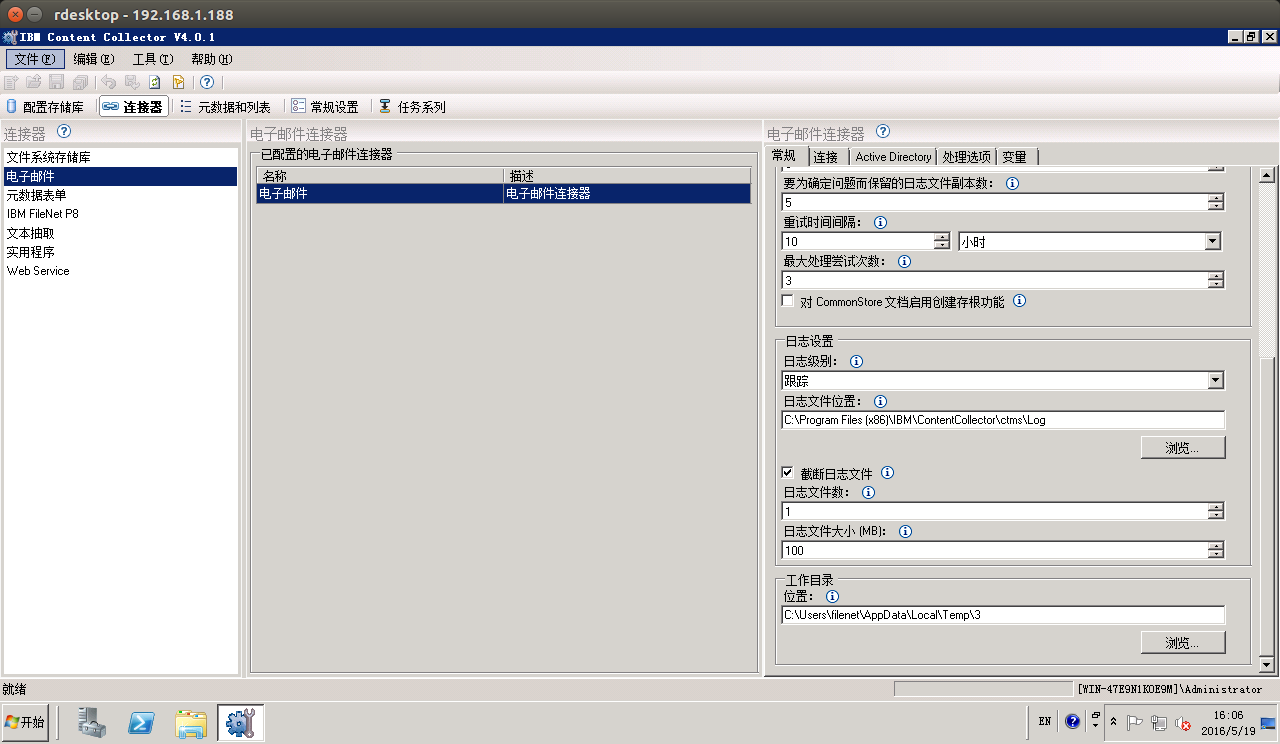 rdesktop - 192.168.1.188
IBM Content Collector V4.0.1
文件(F) 编辑(E) 工具(T) 帮助(H)
配置存储库 连接器 元数据和列表 常规设置 任务系列
连接器
文件系统存储库
电子邮件
元数据表单
IBM FileNet P8
文本抽取
实用程序
Web Service
电子邮件连接器
已配置的电子邮件连接器
名称 描述
电子邮件 电子邮件连接器
电子邮件连接器
常规 连接 Active Directory 处理选项 变量
要为确定问题而保留的日志文件副本数:
5
重试时间间隔:
10 小时
最大处理尝试次数:
3
对 CommonStore 文档启用创建存根功能
日志设置
日志级别:
跟踪
日志文件位置:
C:\Program Files (x86)\IBM\ContentCollector\ctms\Log
浏览...
截断日志文件
日志文件数:
1
日志文件大小 (MB):
100
工作目录
位置:
C:\Users\filenet\AppData\Local\Temp\3
浏览...
就绪
[WIN-47E9N1KOE9M]\Administrator
开始
EN
16:06
2016/5/19